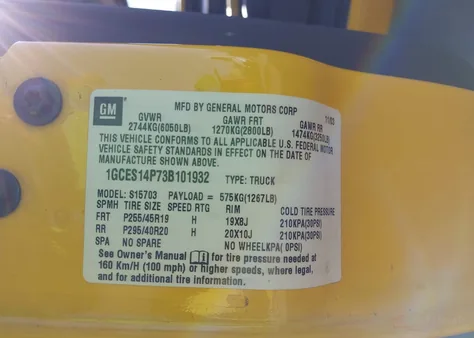 GM
MFD BY GENERAL MOTORS CORP
GVWR GAWR FRT GAWR RR
2744KG(6050LB) 1270KG(2800LB) 1474KG(3250LB)
THIS VEHICLE CONFORMS TO ALL APPLICABLE U.S. FEDERAL MOTOR
VEHICLE SAFETY STANDARDS IN EFFECT ON THE DATE OF
MANUFACTURE SHOWN ABOVE.
1GCES14P73B101932 TYPE: TRUCK
MODEL: S15703 PAYLOAD = 575KG(1267LB)
SPMH TIRE SIZE SPEED RTG RIM COLD TIRE PRESSURE
FRT P255/45R19 H 19X8J 210KPA(30PSI)
RR P295/40R20 H 20X10J 210KPA(30PSI)
SPA NO SPARE NO WHEELKPA( 0PSI)
See Owner's Manual for tire pressure needed at
160 Km/H (100 mph) or higher speeds, where legal,
and for additional tire information.